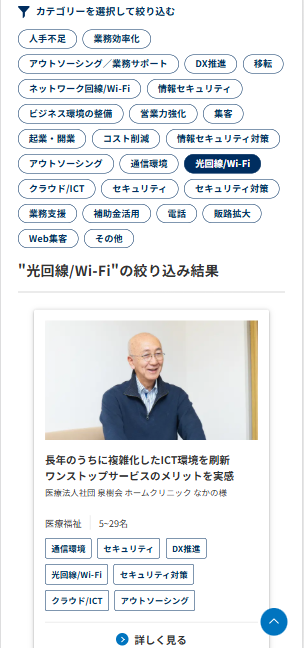 カテゴリーを選択して絞り込む
人手不足 業務効率化
アウトソーシング／業務サポート DX推進 移転
ネットワーク回線/Wi-Fi 情報セキュリティ
ビジネス環境の整備 営業力強化 集客
起業・開業 コスト削減 情報セキュリティ対策
アウトソーシング 通信環境 光回線/Wi-Fi
クラウド/ICT セキュリティ セキュリティ対策
業務支援 補助金活用 電話 販路拡大
Web集客 その他
"光回線/Wi-Fi"の絞り込み結果
長年のうちに複雑化したICT環境を刷新
ワンストップサービスのメリットを実感
医療法人社団 泉樹会 ホームクリニック なかの様
医療福祉 5~29名
通信環境 セキュリティ DX推進
光回線/Wi-Fi セキュリティ対策
クラウド/ICT アウトソーシング
詳しく見る